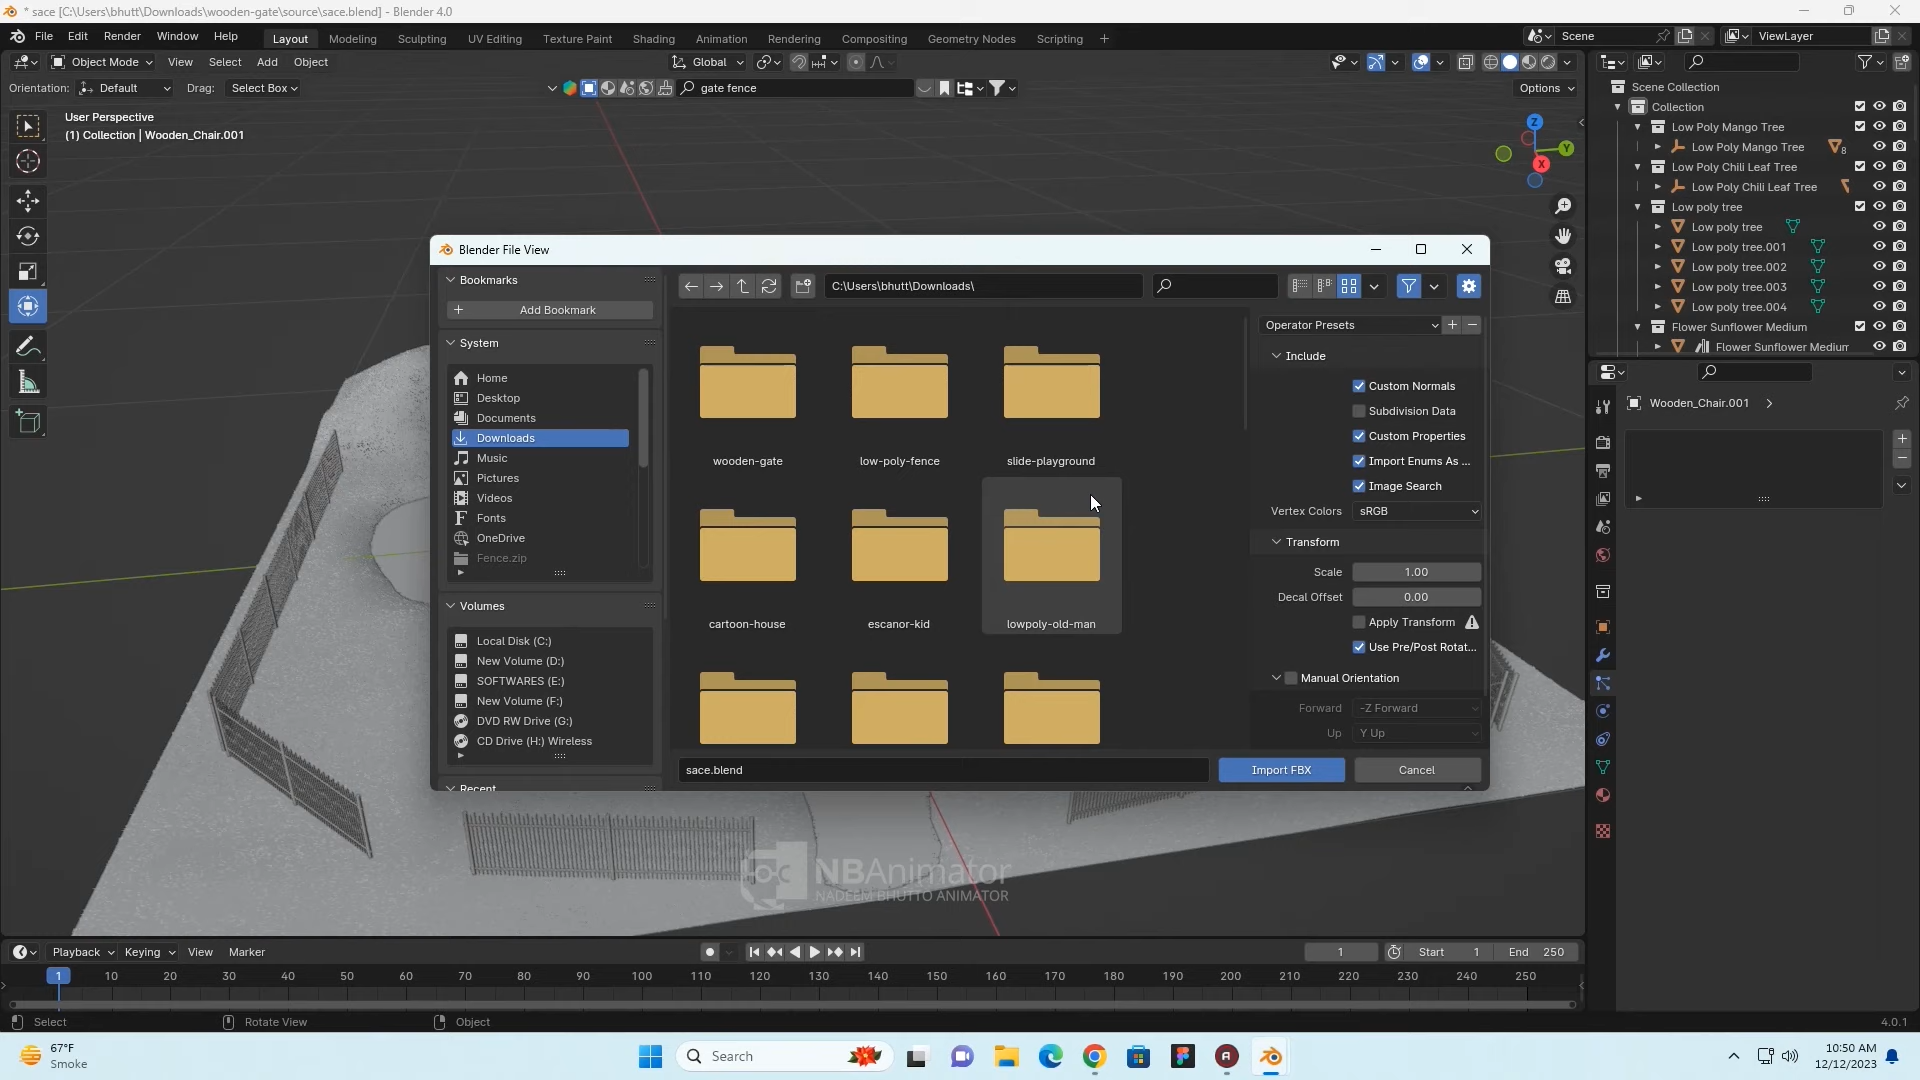 * sace [C:\Users\bhutt\Downloads\wooden-gate\source\sace.blend] - Blender 4.0
File Edit Render Window Help
Layout Modeling Sculpting UV Editing Texture Paint Shading Animation Rendering Compositing Geometry Nodes Scripting +
Scene
ViewLayer
Object Mode View Select Add Object
Global
Orientation: Default Drag: Select Box
gate fence
Options
User Perspective
(1) Collection | Wooden_Chair.001
Z
Y
X
Scene Collection
Collection
Low Poly Mango Tree
Low Poly Mango Tree 8
Low Poly Chili Leaf Tree
Low Poly Chili Leaf Tree
Low poly tree
Low poly tree
Low poly tree.001
Low poly tree.002
Low poly tree.003
Low poly tree.004
Flower Sunflower Medium
Flower Sunflower Medium
Wooden_Chair.001
Blender File View
Bookmarks
Add Bookmark
System
Home
Desktop
Documents
Downloads
Music
Pictures
Videos
Fonts
OneDrive
Fence.zip
Volumes
Local Disk (C:)
New Volume (D:)
SOFTWARES (E:)
New Volume (F:)
DVD RW Drive (G:)
CD Drive (H:) Wireless
Recent
C:\Users\bhutt\Downloads\
wooden-gate low-poly-fence slide-playground
cartoon-house escanor-kid lowpoly-old-man
Operator Presets
Include
Custom Normals
Subdivision Data
Custom Properties
Import Enums As ...
Image Search
Vertex Colors sRGB
Transform
Scale 1.00
Decal Offset 0.00
Apply Transform
Use Pre/Post Rotat...
Manual Orientation
Forward -Z Forward
Up Y Up
sace.blend
Import FBX Cancel
NBAnimator
NADEEM BHUTTO ANIMATOR
Playback Keying View Marker
1 Start 1 End 250
1 10 20 30 40 50 60 70 80 90 100 110 120 130 140 150 160 170 180 190 200 210 220 230 240 250
Select Rotate View Object
4.0.1
67°F
Smoke
Search
10:50 AM
12/12/2023